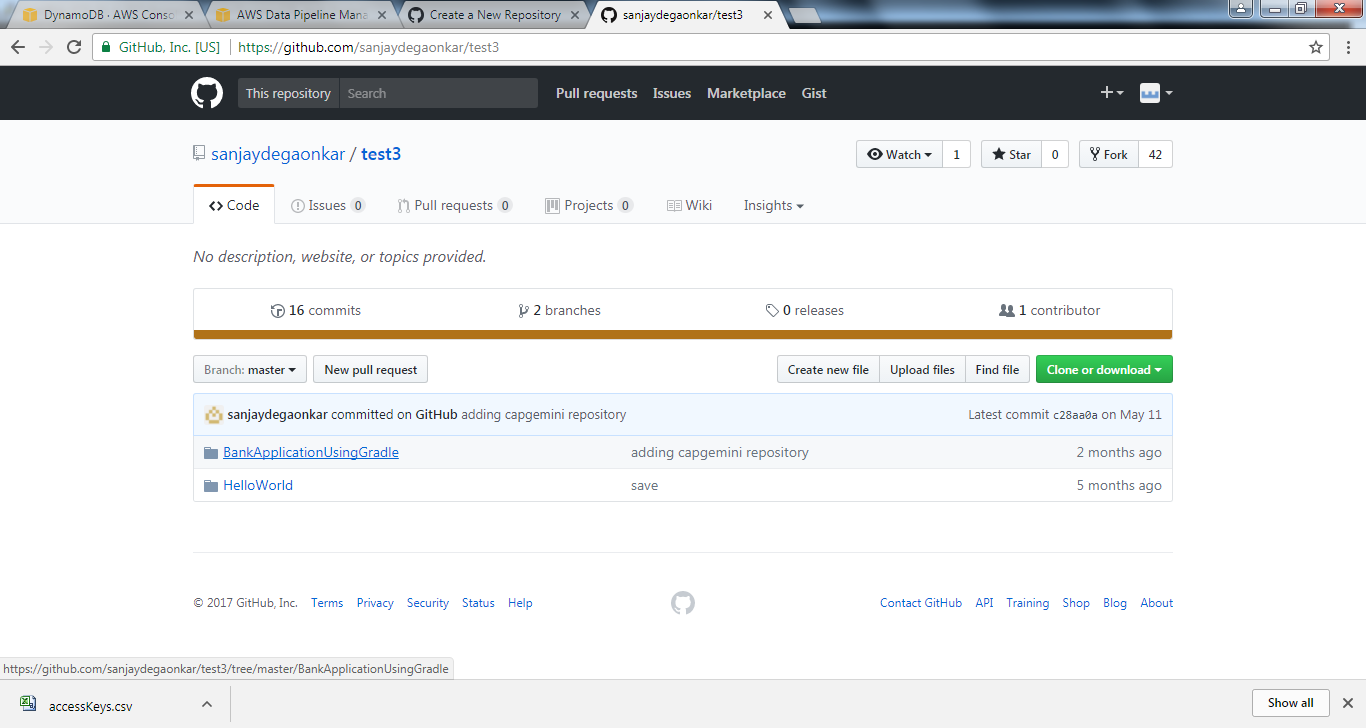 DynamoDB · AWS Conso
AWS Data Pipeline Mana
Create a New Repository
sanjaydegaonkar/test3
GitHub, Inc. [US] https://github.com/sanjaydegaonkar/test3
This repository Search Pull requests Issues Marketplace Gist
sanjaydegaonkar / test3 Watch 1 Star 0 Fork 42
Code Issues 0 Pull requests 0 Projects 0 Wiki Insights
No description, website, or topics provided.
16 commits 2 branches 0 releases 1 contributor
Branch: master New pull request Create new file Upload files Find file Clone or download
sanjaydegaonkar committed on GitHub adding capgemini repository Latest commit c28aa0a on May 11
BankApplicationUsingGradle adding capgemini repository 2 months ago
HelloWorld save 5 months ago
© 2017 GitHub, Inc. Terms Privacy Security Status Help Contact GitHub API Training Shop Blog About
https://github.com/sanjaydegaonkar/test3/tree/master/BankApplicationUsingGradle
accessKeys.csv Show all